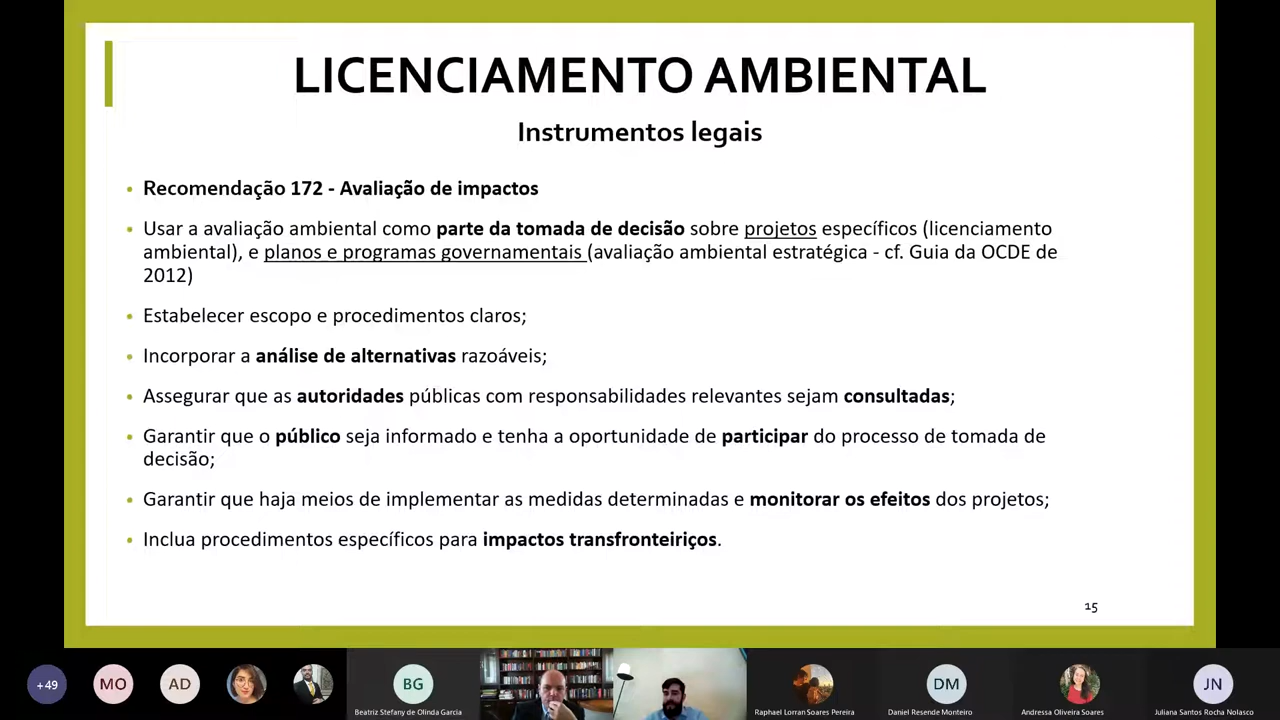 LICENCIAMENTO AMBIENTAL
Instrumentos legais
• Recomendação 172 - Avaliação de impactos
• Usar a avaliação ambiental como parte da tomada de decisão sobre projetos específicos (licenciamento
ambiental), e planos e programas governamentais (avaliação ambiental estratégica - cf. Guia da OCDE de
2012)
• Estabelecer escopo e procedimentos claros;
• Incorporar a análise de alternativas razoáveis;
• Assegurar que as autoridades públicas com responsabilidades relevantes sejam consultadas;
• Garantir que o público seja informado e tenha a oportunidade de participar do processo de tomada de
decisão;
• Garantir que haja meios de implementar as medidas determinadas e monitorar os efeitos dos projetos;
• Inclua procedimentos específicos para impactos transfronteiriços.
15
+49 MO AD BG DM JN
Beatriz Stefany de Olinda Garcia Raphael Lorran Soares Pereira Daniel Resende Monteiro Andressa Oliveira Soares Juliana Santos Rocha Nolasco